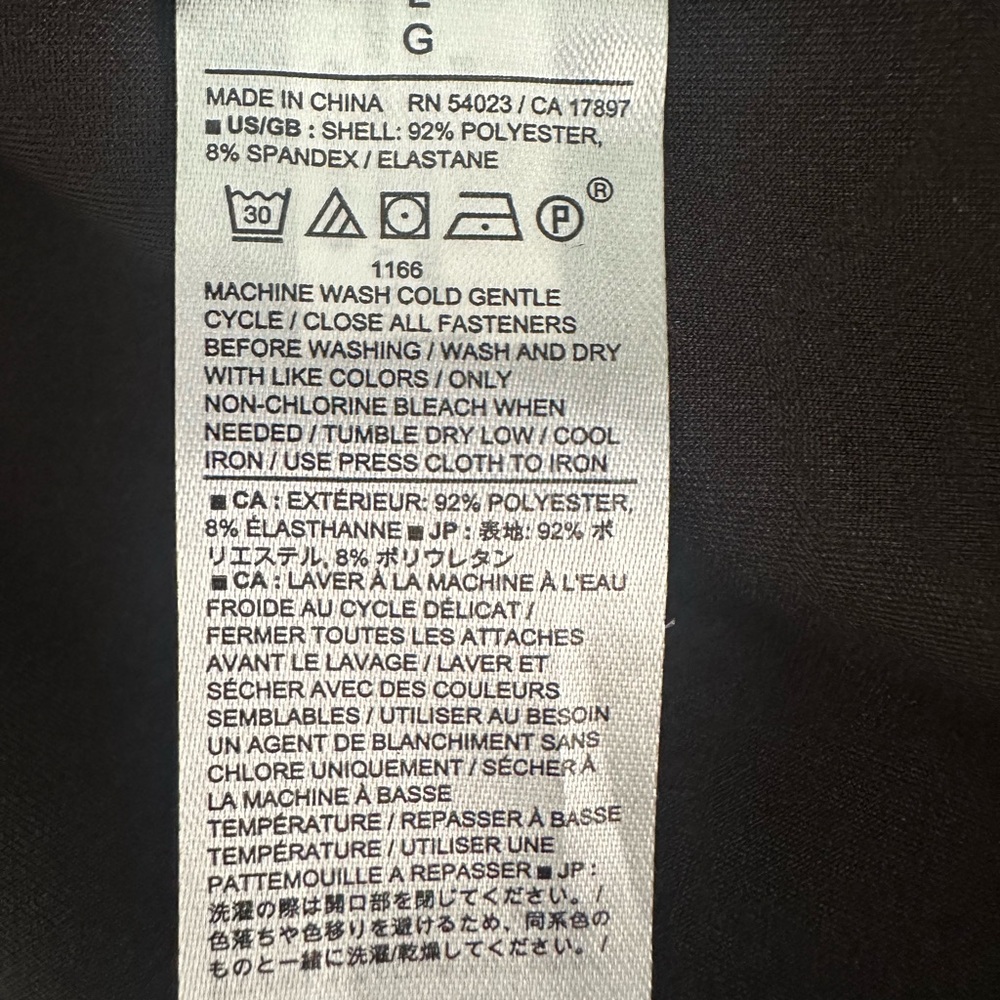 G
MADE IN CHINA RN 54023 / CA 17897
■ US/GB : SHELL: 92% POLYESTER,
8% SPANDEX / ELASTANE
30 P ®
1166
MACHINE WASH COLD GENTLE
CYCLE / CLOSE ALL FASTENERS
BEFORE WASHING / WASH AND DRY
WITH LIKE COLORS / ONLY
NON-CHLORINE BLEACH WHEN
NEEDED / TUMBLE DRY LOW / COOL
IRON / USE PRESS CLOTH TO IRON
■ CA : EXTÉRIEUR: 92% POLYESTER,
8% ÉLASTHANNE ■ JP : 表地: 92% ポ
リエステル, 8% ポリウレタン
■ CA : LAVER À LA MACHINE À L'EAU
FROIDE AU CYCLE DÉLICAT /
FERMER TOUTES LES ATTACHES
AVANT LE LAVAGE / LAVER ET
SÉCHER AVEC DES COULEURS
SEMBLABLES / UTILISER AU BESOIN
UN AGENT DE BLANCHIMENT SANS
CHLORE UNIQUEMENT / SÉCHER À
LA MACHINE À BASSE
TEMPÉRATURE / REPASSER À BASSE
TEMPÉRATURE / UTILISER UNE
PATTEMOUILLE A REPASSER ■ JP :
洗濯の際は開口部を閉じてください。 /
色落ちや色移りを避けるため、同系色の
ものと一緒に洗濯/乾燥してください。 /